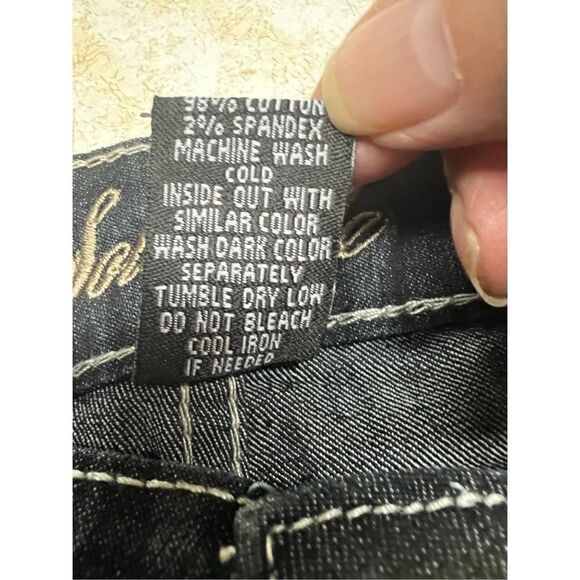 98% COTTON
2% SPANDEX
MACHINE WASH
COLD
INSIDE OUT WITH
SIMILAR COLOR
WASH DARK COLOR
SEPARATELY
TUMBLE DRY LOW
DO NOT BLEACH
COOL IRON
IF NEEDED